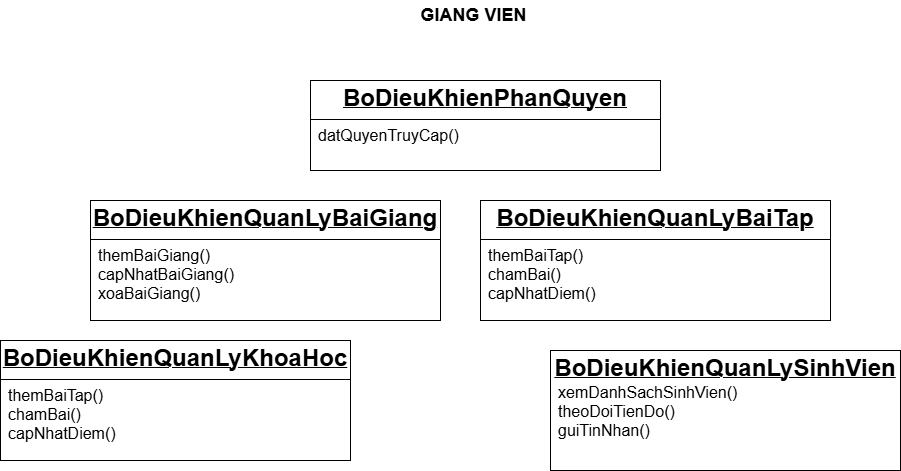 GIANG VIEN
BoDieuKhienPhanQuyen
datQuyenTruyCap()
BoDieuKhienQuanLyBaiGiang
themBaiGiang()
capNhatBaiGiang()
xoaBaiGiang()
BoDieuKhienQuanLyBaiTap
themBaiTap()
chamBai()
capNhatDiem()
BoDieuKhienQuanLyKhoaHoc
themBaiTap()
chamBai()
capNhatDiem()
BoDieuKhienQuanLySinhVien
xemDanhSachSinhVien()
theoDoiTienDo()
guiTinNhan()